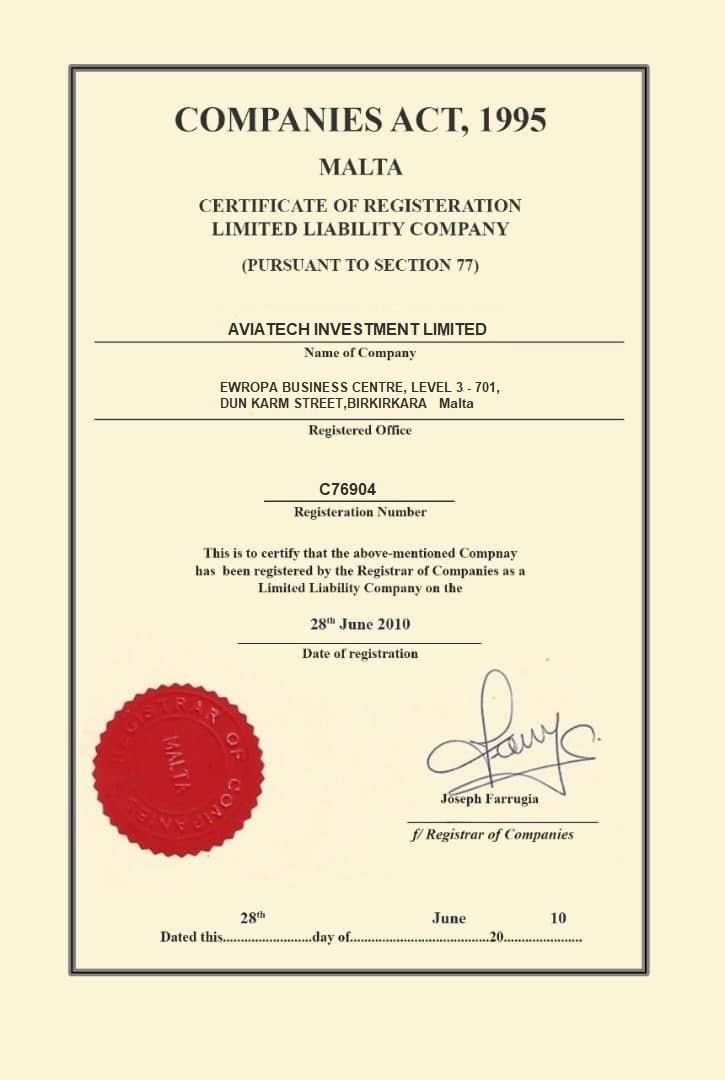 COMPANIES ACT, 1995
MALTA
CERTIFICATE OF REGISTERATION
LIMITED LIABILITY COMPANY
(PURSUANT TO SECTION 77)
AVIATECH INVESTMENT LIMITED
Name of Company
EWROPA BUSINESS CENTRE, LEVEL 3 - 701,
DUN KARM STREET,BIRKIRKARA Malta
Registered Office
C76904
Registeration Number
This is to certify that the above-mentioned Compnay
has been registered by the Registrar of Companies as a
Limited Liability Company on the
28th June 2010
Date of registration
REGISTRAR OF COMPANIES
MALTA
Joseph Farrugia
f/ Registrar of Companies
28th June 10
Dated this.........................day of.......................................20......................